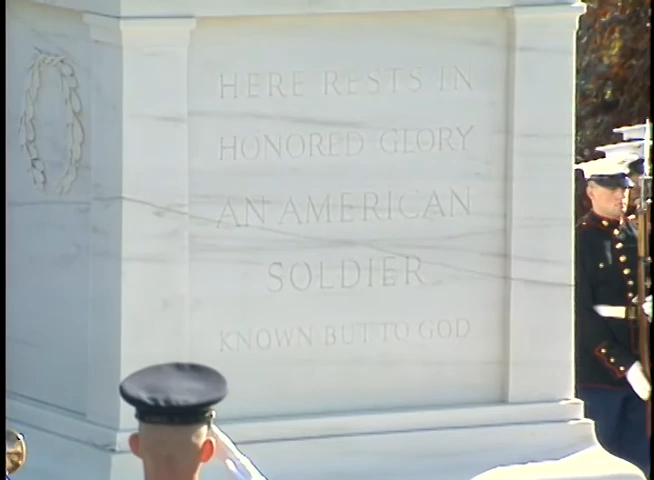 HERE RESTS IN
HONORED GLORY
AN AMERICAN
SOLDIER
KNOWN BUT TO GOD